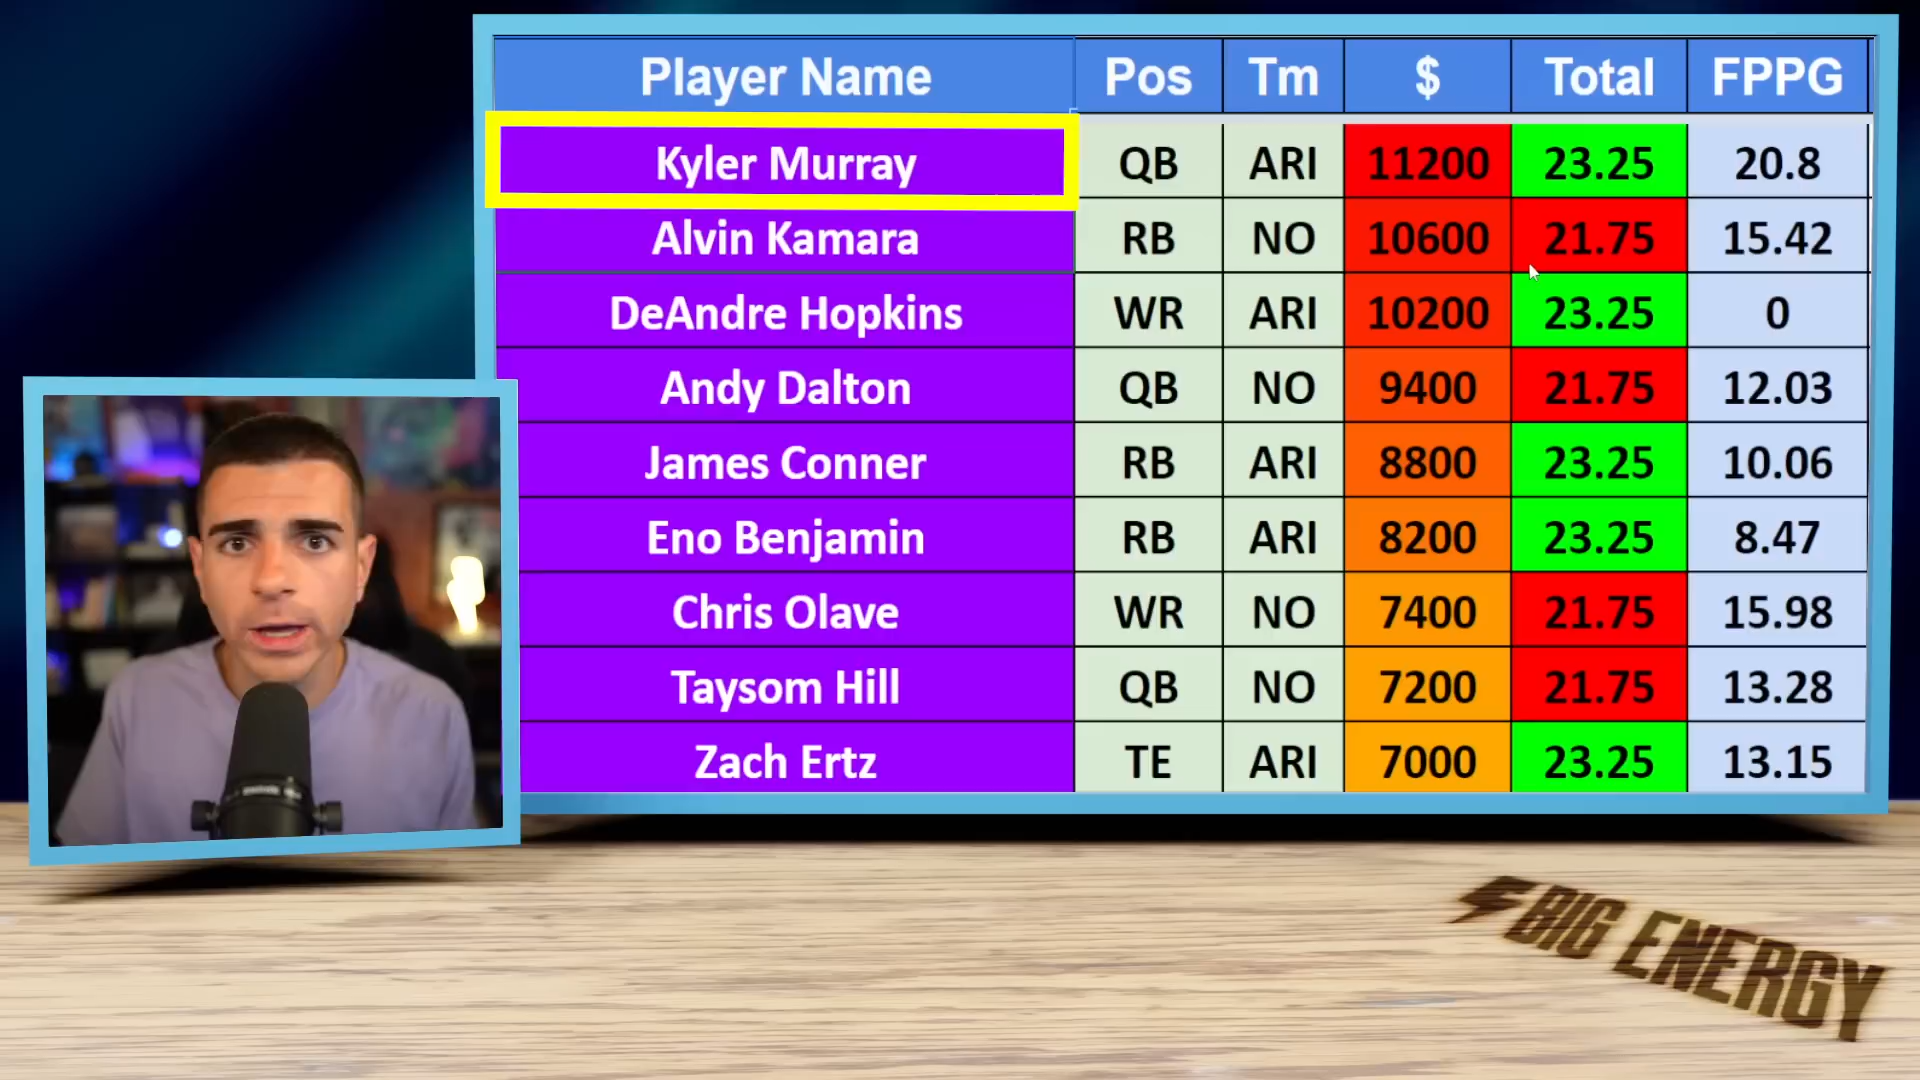 Player Name Pos Tm $ Total FPPG
Kyler Murray QB ARI 11200 23.25 20.8
Alvin Kamara RB NO 10600 21.75 15.42
DeAndre Hopkins WR ARI 10200 23.25 0
Andy Dalton QB NO 9400 21.75 12.03
James Conner RB ARI 8800 23.25 10.06
Eno Benjamin RB ARI 8200 23.25 8.47
Chris Olave WR NO 7400 21.75 15.98
Taysom Hill QB NO 7200 21.75 13.28
Zach Ertz TE ARI 7000 23.25 13.15
BIG ENERGY